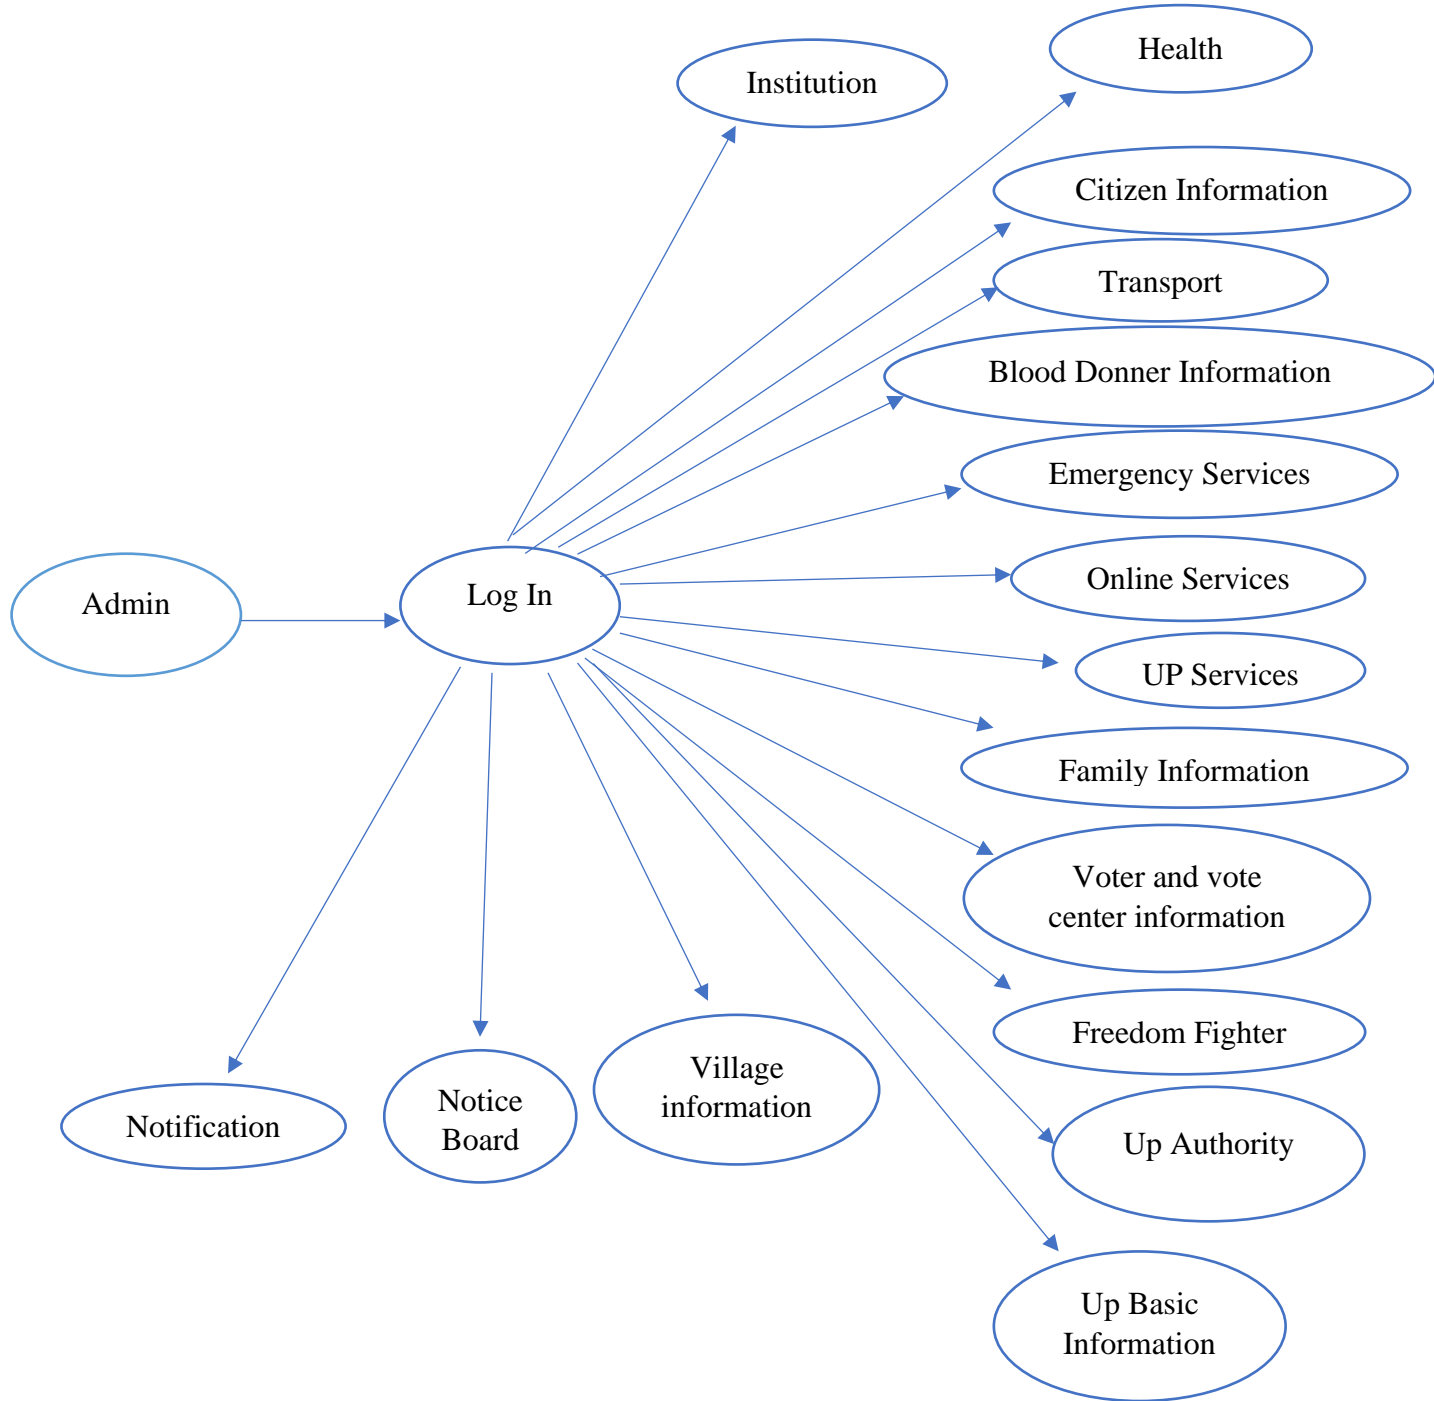 Health
Institution
Citizen Information
Transport
Blood Donner Information
Emergency Services
Online Services
Admin
Log In
UP Services
Family Information
Voter and vote
center information
Freedom Fighter
Village
information
Notice
Board
Notification
Up Authority
Up Basic
Information